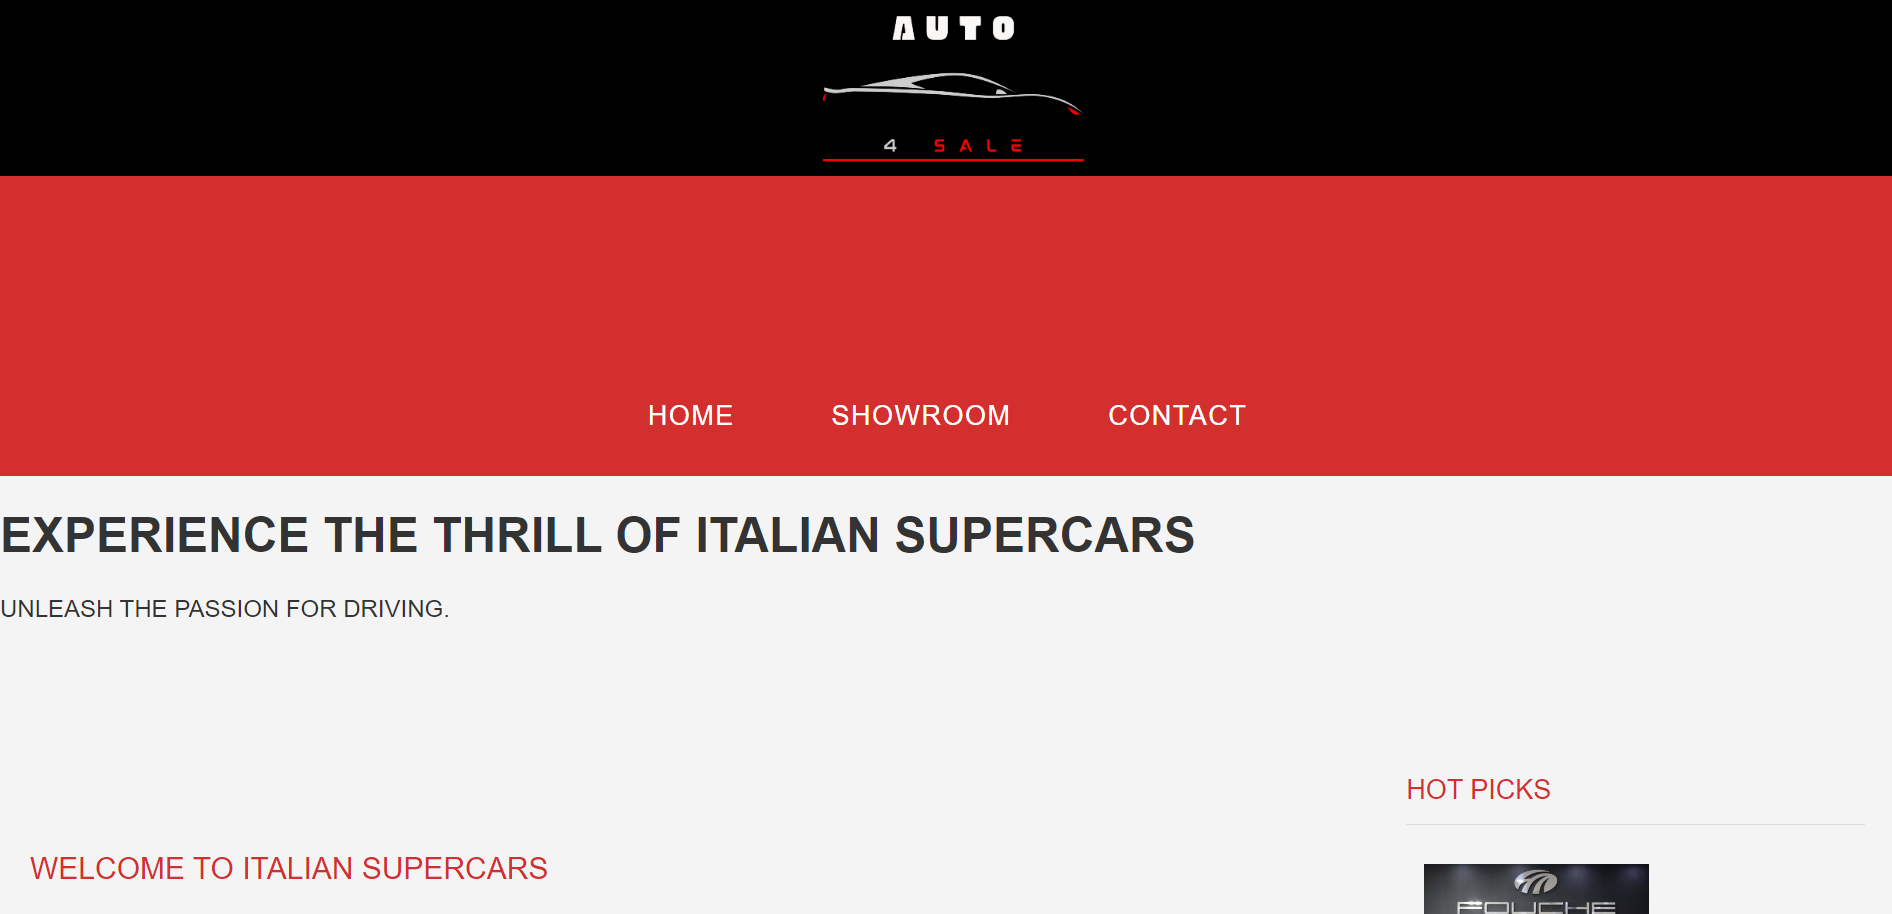 AUTO
4 SALE
HOME SHOWROOM CONTACT
EXPERIENCE THE THRILL OF ITALIAN SUPERCARS
UNLEASH THE PASSION FOR DRIVING.
HOT PICKS
WELCOME TO ITALIAN SUPERCARS
FOUCHE